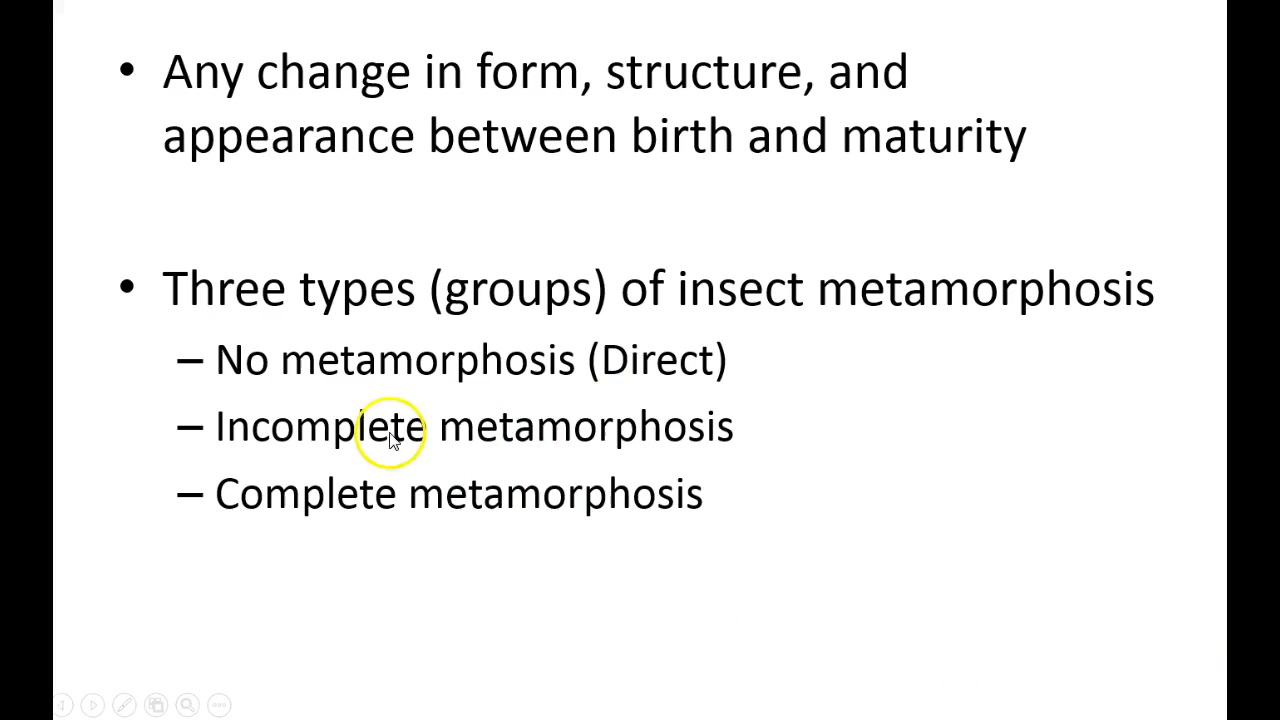 • Any change in form, structure, and
appearance between birth and maturity
• Three types (groups) of insect metamorphosis
– No metamorphosis (Direct)
– Incomplete metamorphosis
– Complete metamorphosis